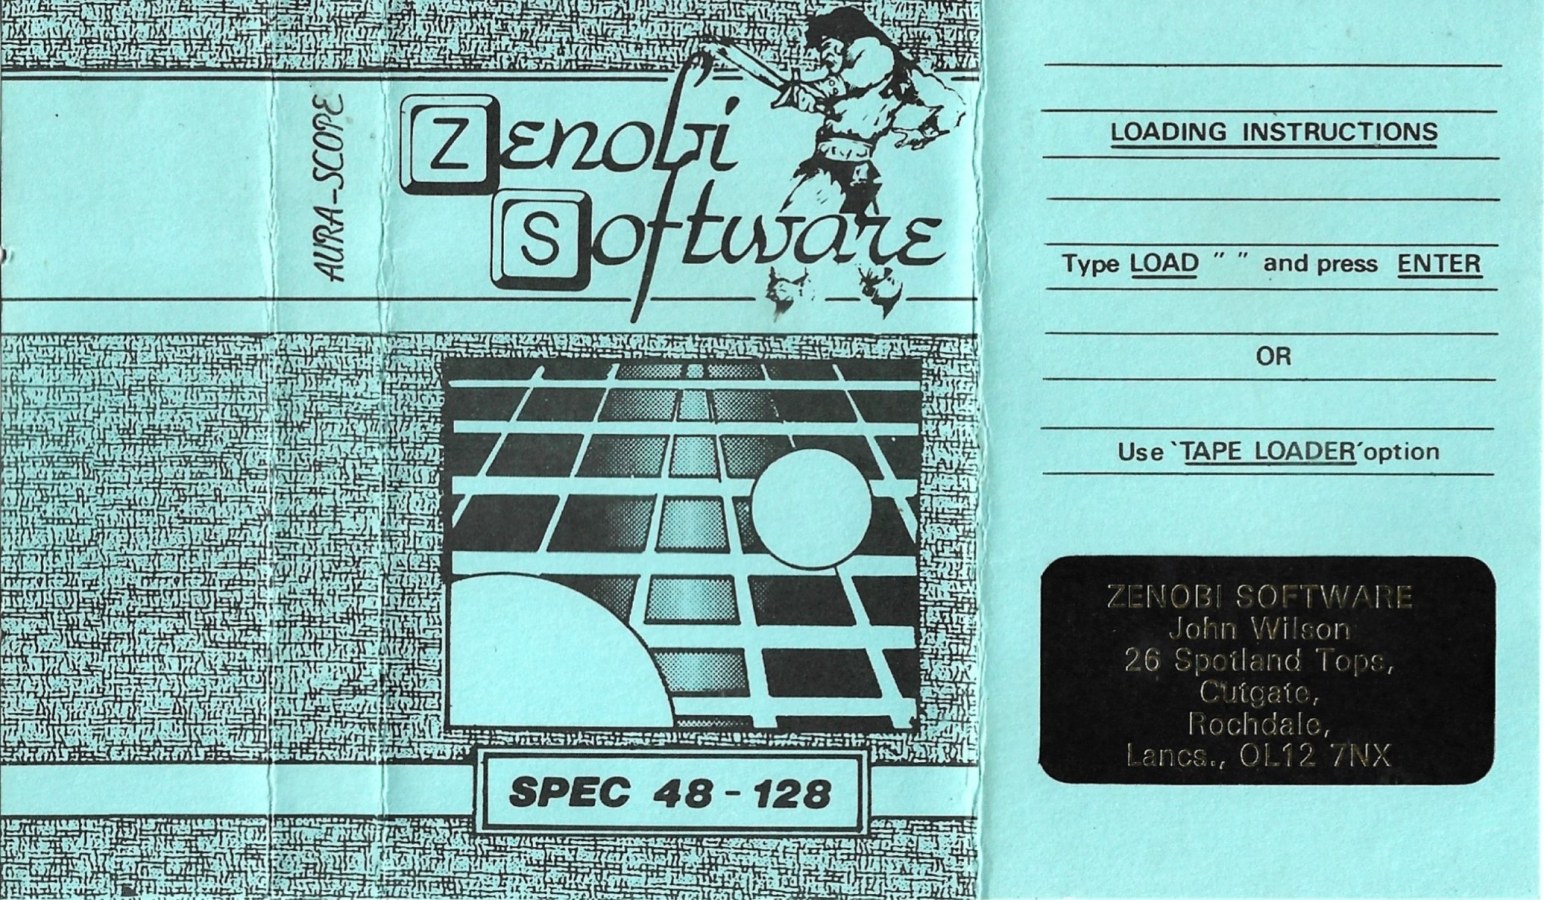 AURA-SCOPE
Zenobi
Software
SPEC 48-128
LOADING INSTRUCTIONS
Type LOAD " " and press ENTER
OR
Use `TAPE LOADER´option
ZENOBI SOFTWARE
John Wilson
26 Spotland Tops,
Cutgate,
Rochdale,
Lancs., OL12 7NX